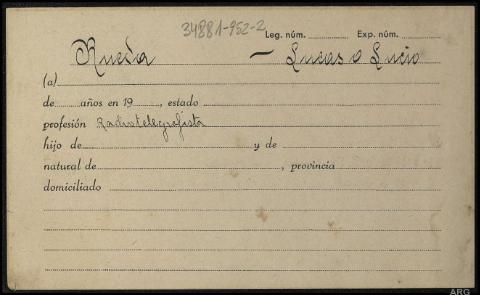 34881-952-2
Leg. núm. Exp. núm.
Rueda — Lucas o Lucio
(a)
de años en 19 , estado
profesión Radiotelegrafista
hijo de y de
natural de , provincia
domiciliado
ARG